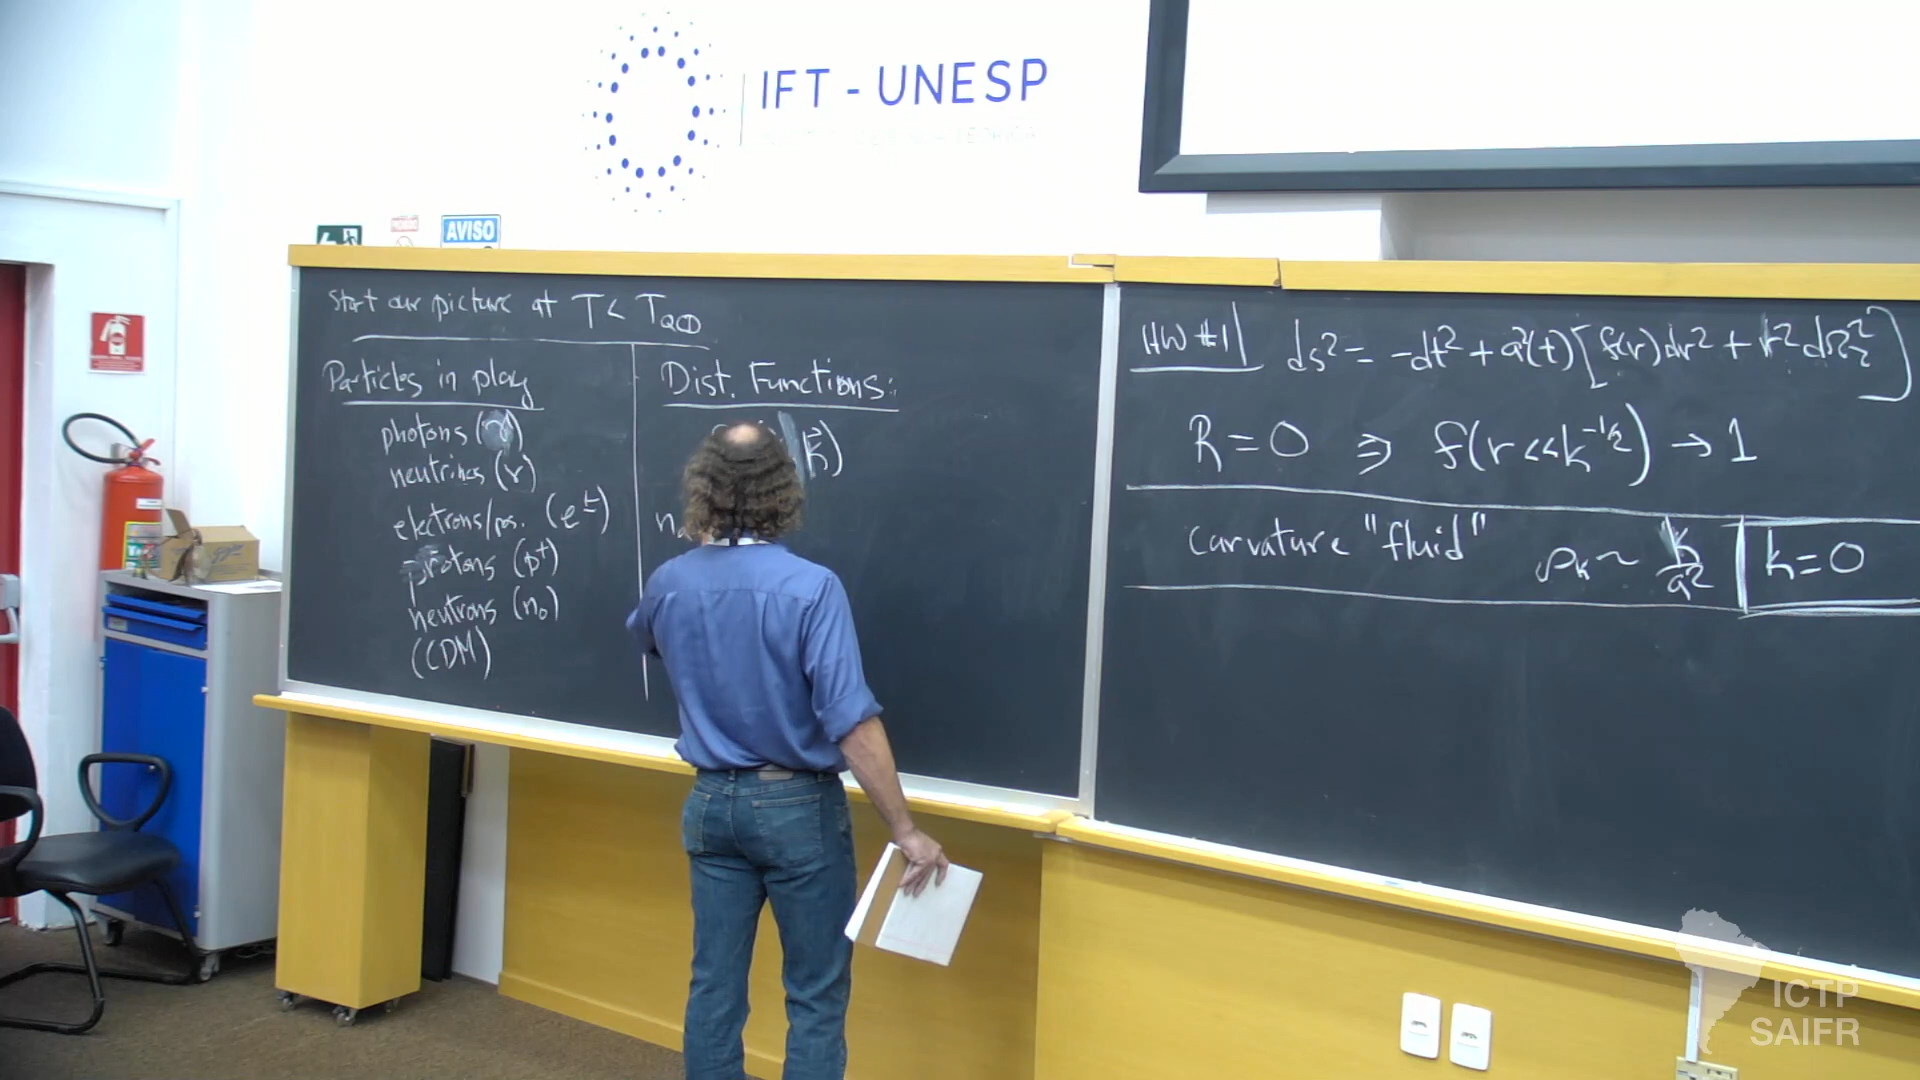 IFT - UNESP
AVISO
Start our picture at T < T_QCD
Particles in play
photons (γ)
neutrinos (ν)
electrons/pos. (e^±)
protons (p^+)
neutrons (n_0)
(CDM)
Dist. Functions:
HW #1 ds² = -dt² + a²(t)[f(r)dr² + r²dΩ₂²]
R = 0 ⇒ f(r<<k^{-1/2}) → 1
Curvature "fluid" ρ_k ~ k/a² k = 0
ICTP
SAIFR